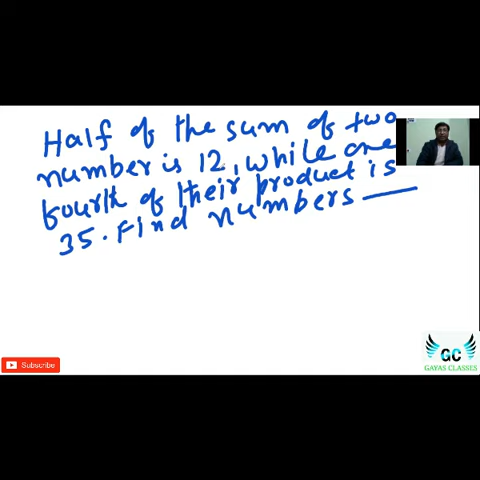 Half of the sum of two
number is 12, while one
fourth of their product is
35. Find numbers
Subscribe
GC
GAYAS CLASSES